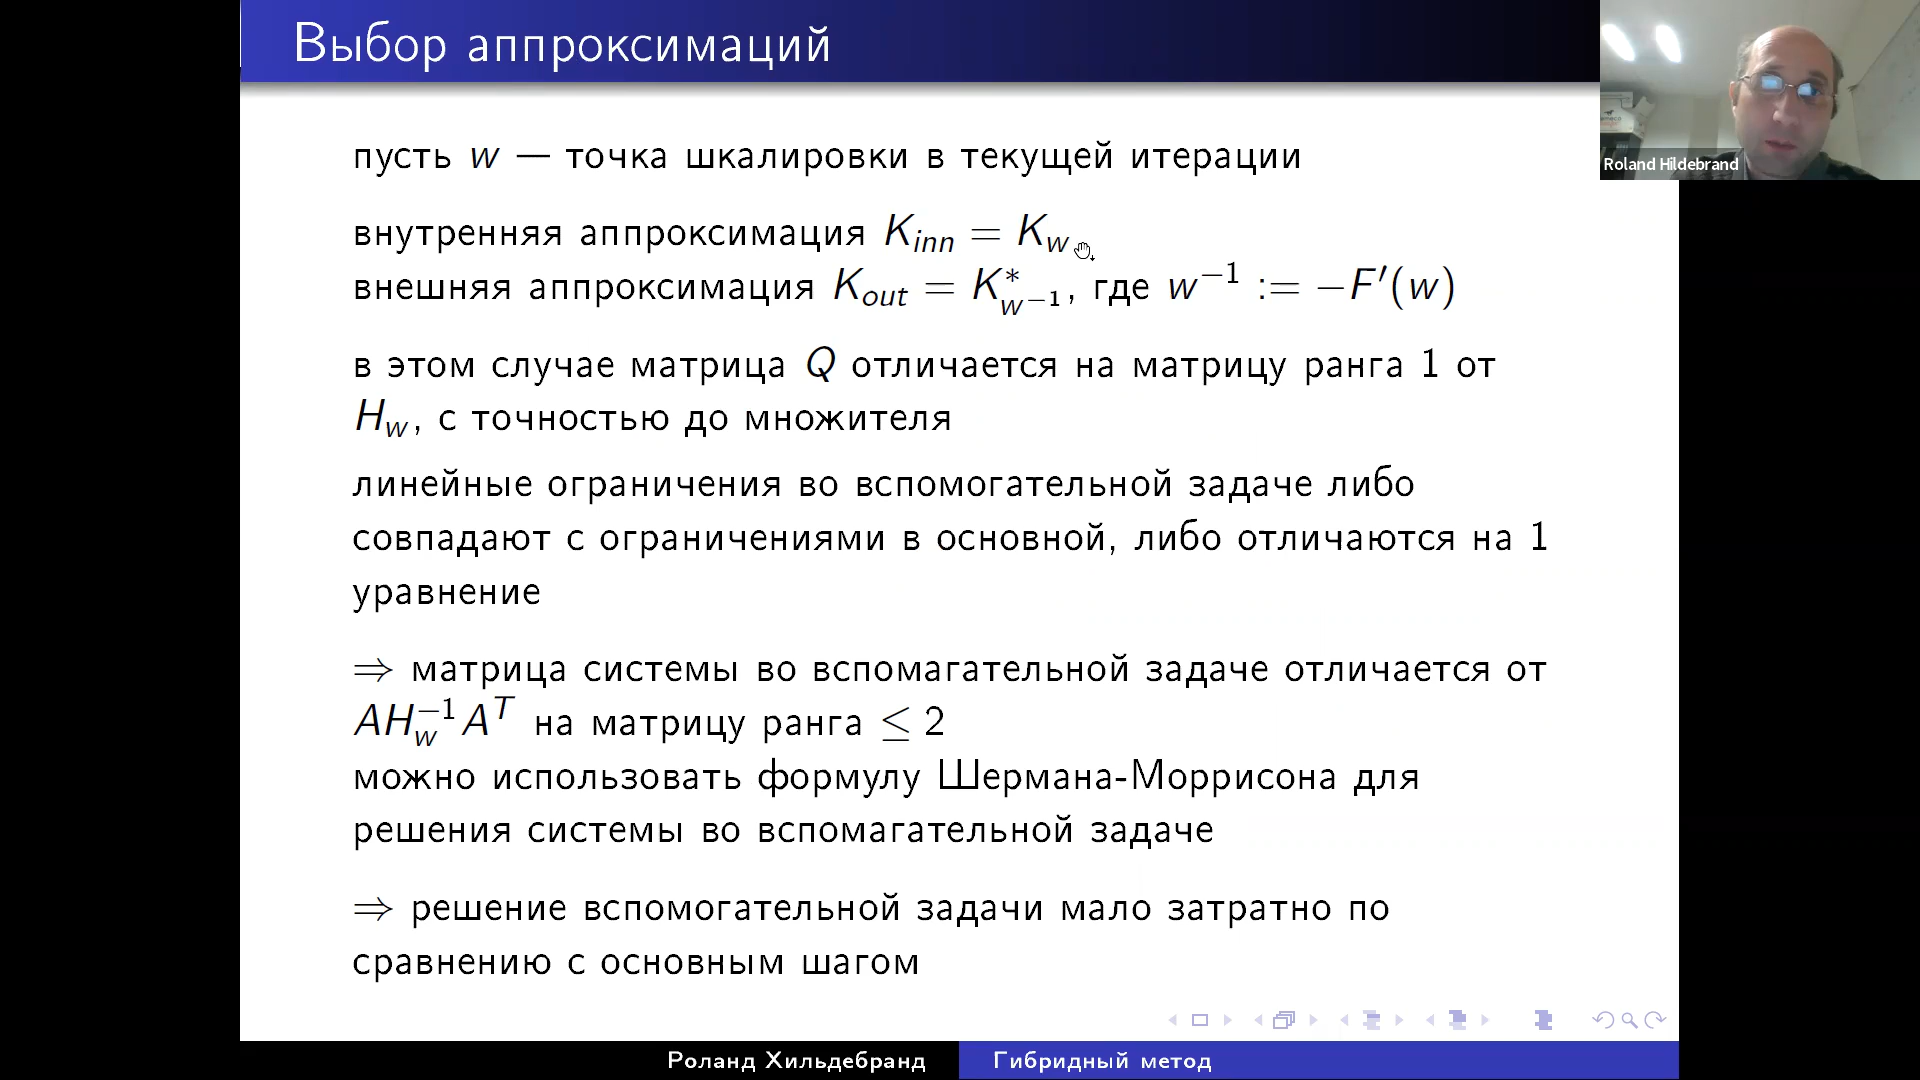 Выбор аппроксимаций
Roland Hildebrand
пусть w — точка шкалировки в текущей итерации
внутренняя аппроксимация K_{inn} = K_w
внешняя аппроксимация K_{out} = K^*_{w^{-1}}, где w^{-1} := −F′(w)
в этом случае матрица Q отличается на матрицу ранга 1 от
H_w, с точностью до множителя
линейные ограничения во вспомогательной задаче либо
совпадают с ограничениями в основной, либо отличаются на 1
уравнение
⇒ матрица системы во вспомагательной задаче отличается от
AH_w^{-1}A^T на матрицу ранга ≤ 2
можно использовать формулу Шермана-Моррисона для
решения системы во вспомагательной задаче
⇒ решение вспомогательной задачи мало затратно по
сравнению с основным шагом
Роланд Хильдебранд
Гибридный метод